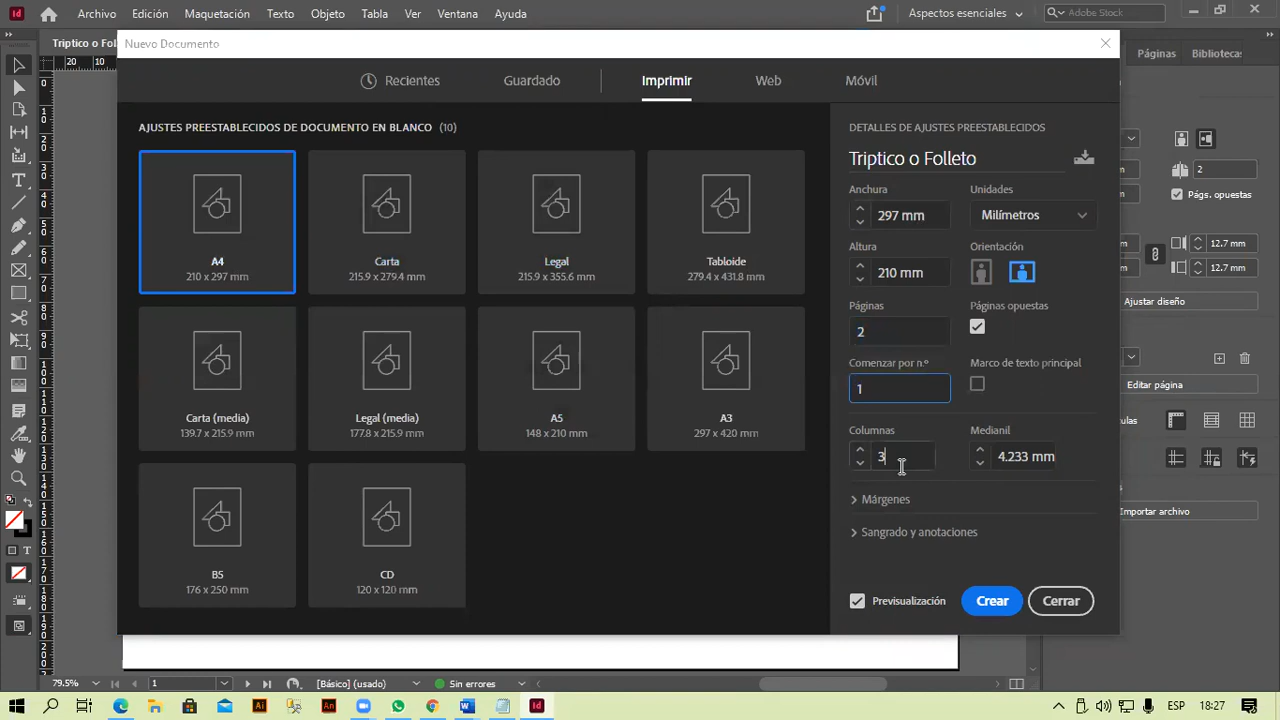 Id
Archivo Edición Maquetación Texto Objeto Tabla Ver Ventana Ayuda
Aspectos esenciales
Adobe Stock
Triptico o Fol
Nuevo Documento
Páginas Biblioteca:
20 10
Recientes Guardado Imprimir Web Móvil
AJUSTES PREESTABLECIDOS DE DOCUMENTO EN BLANCO (10)
A4
210 x 297 mm
Carta
215.9 x 279.4 mm
Legal
215.9 x 355.6 mm
Tabloide
279.4 x 431.8 mm
Carta (media)
139.7 x 215.9 mm
Legal (media)
177.8 x 215.9 mm
A5
148 x 210 mm
A3
297 x 420 mm
B5
176 x 250 mm
CD
120 x 120 mm
DETALLES DE AJUSTES PREESTABLECIDOS
Triptico o Folleto
Anchura Unidades
297 mm Milímetros
Altura Orientación
210 mm
Páginas Páginas opuestas
2
Comenzar por n.º Marco de texto principal
1
Columnas Medianil
3 4.233 mm
Márgenes
Sangrado y anotaciones
Previsualización Crear Cerrar
2
Págs. opuestas
12.7 mm
12.7 mm
Ajustar diseño
Editar página
ulas
Importar archivo
79.5% 1 [Básico] (usado) Sin errores
ESP 18:27